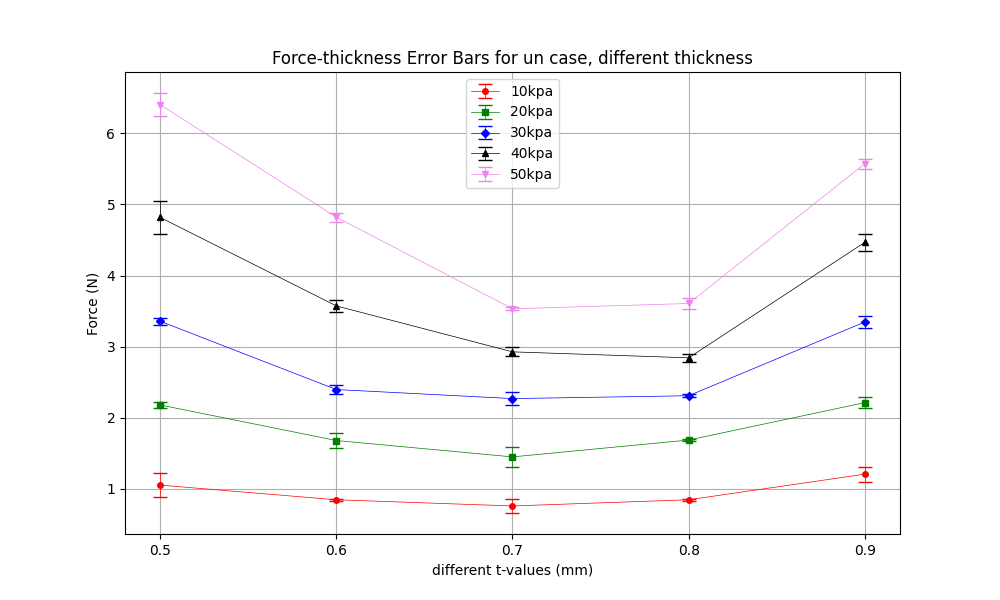 Force-thickness Error Bars for un case, different thickness
10kpa
20kpa
30kpa
40kpa
50kpa
Force (N)
6
5
4
3
2
1
0.5 0.6 0.7 0.8 0.9
different t-values (mm)